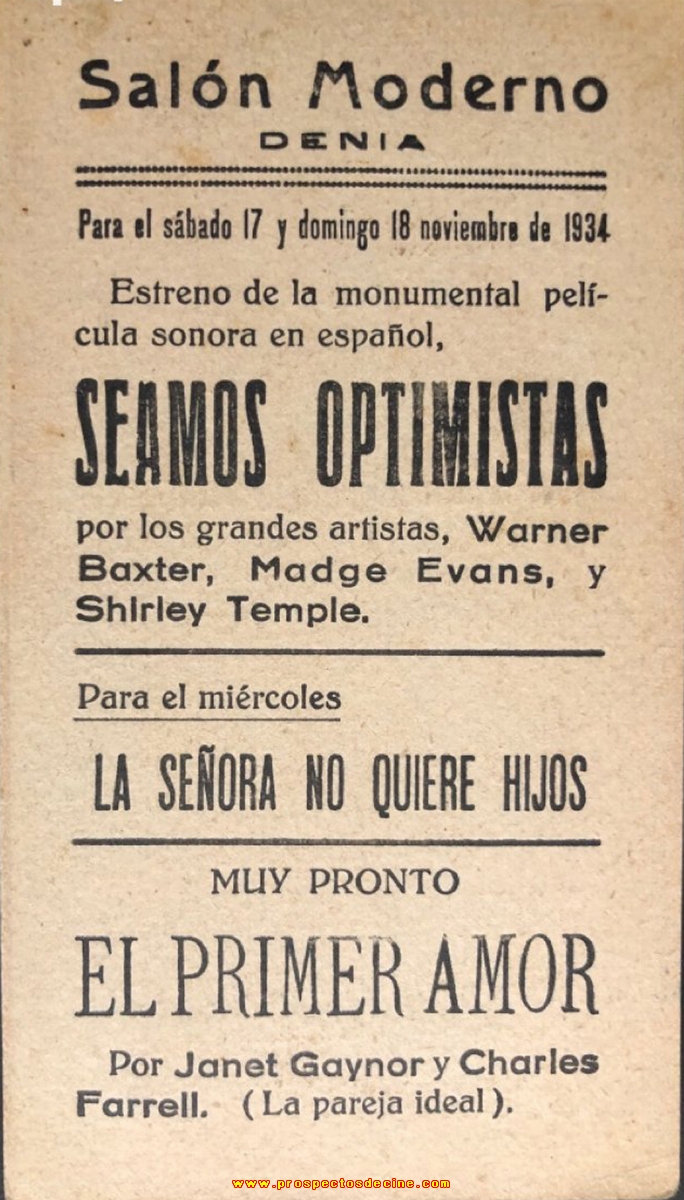 Salón Moderno
DENIA
Para el sábado 17 y domingo 18 noviembre de 1934
Estreno de la monumental pelí-
cula sonora en español,
SEAMOS OPTIMISTAS
por los grandes artistas, Warner
Baxter, Madge Evans, y
Shirley Temple.
Para el miércoles
LA SEÑORA NO QUIERE HIJOS
MUY PRONTO
EL PRIMER AMOR
Por Janet Gaynor y Charles
Farrell. (La pareja ideal).
www.prospectosdecine.com